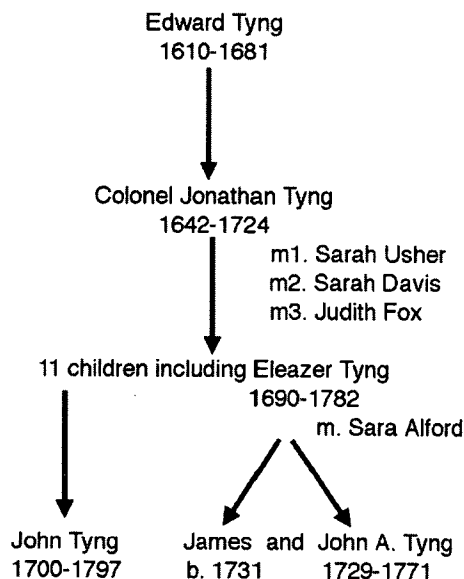 Edward Tyng
1610-1681
Colonel Jonathan Tyng
1642-1724
m1. Sarah Usher
m2. Sarah Davis
m3. Judith Fox
11 children including Eleazer Tyng
1690-1782
m. Sara Alford
John Tyng James and John A. Tyng
1700-1797 b. 1731 1729-1771